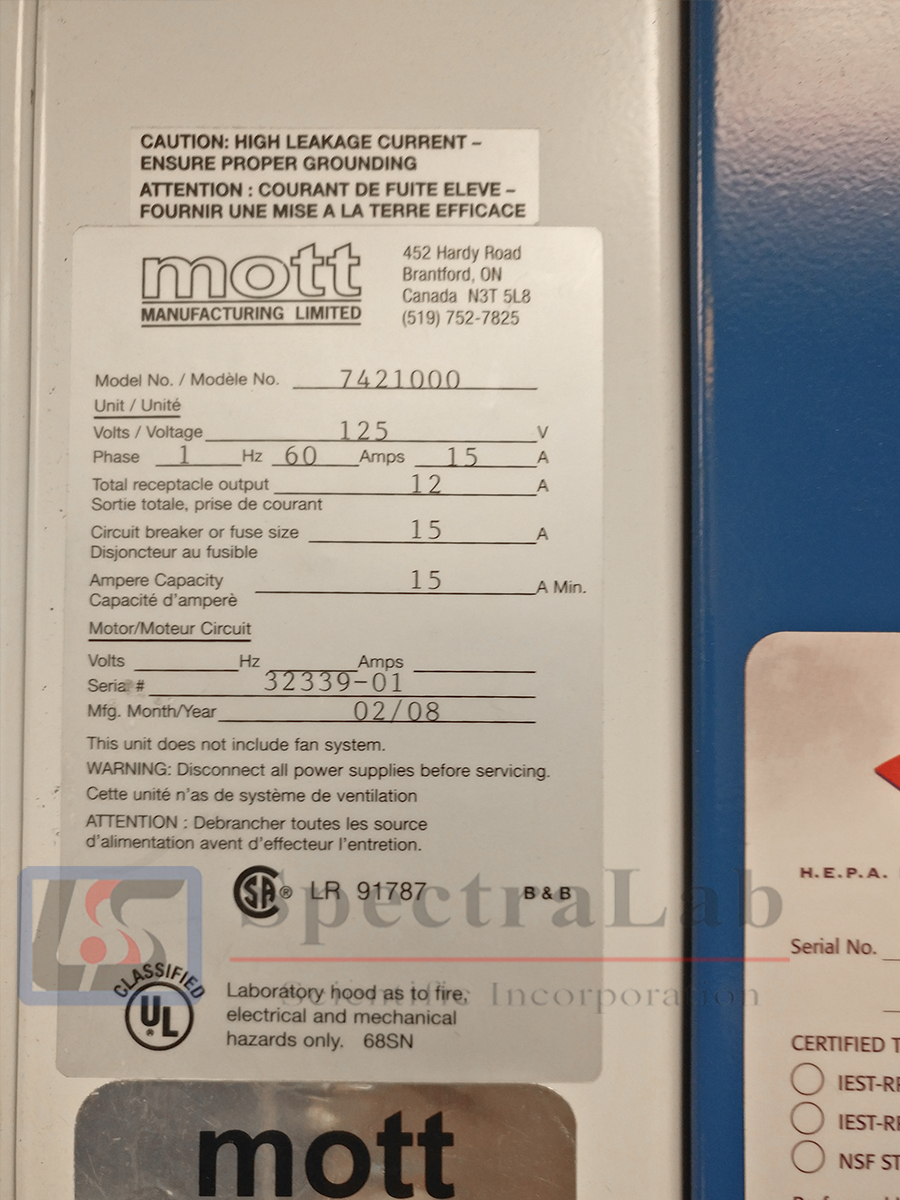 CAUTION: HIGH LEAKAGE CURRENT –
ENSURE PROPER GROUNDING
ATTENTION : COURANT DE FUITE ELEVE –
FOURNIR UNE MISE A LA TERRE EFFICACE
mott
MANUFACTURING LIMITED
452 Hardy Road
Brantford, ON
Canada N3T 5L8
(519) 752-7825
Model No. / Modèle No. 7421000
Unit / Unité
Volts / Voltage 125 V
Phase 1 Hz 60 Amps 15 A
Total receptacle output 12 A
Sortie totale, prise de courant
Circuit breaker or fuse size 15 A
Disjoncteur au fusible
Ampere Capacity 15 A Min.
Capacité d'amperè
Motor/Moteur Circuit
Volts Hz Amps
Serial # 32339-01
Mfg. Month/Year 02/08
This unit does not include fan system.
WARNING: Disconnect all power supplies before servicing.
Cette unité n'as de système de ventilation
ATTENTION : Debrancher toutes les source
d'alimentation avent d'effecteur l'entretion.
SA® LR 91787 B & B
CLASSIFIED
UL®
Laboratory hood as to fire,
electrical and mechanical
hazards only. 68SN
mott
H.E.P.A.
Serial No.
CERTIFIED T
IEST-RP
IEST-RP
NSF ST
LSS
SpectraLab
Scientific Incorporation